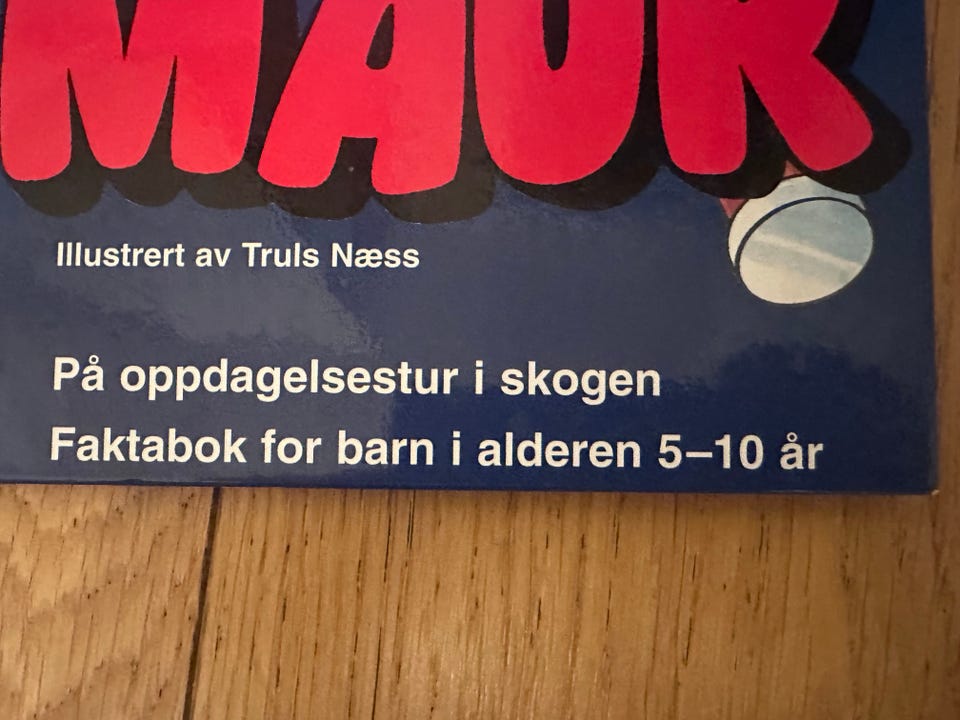 MAUR
Illustrert av Truls Næss
På oppdagelsestur i skogen
Faktabok for barn i alderen 5–10 år